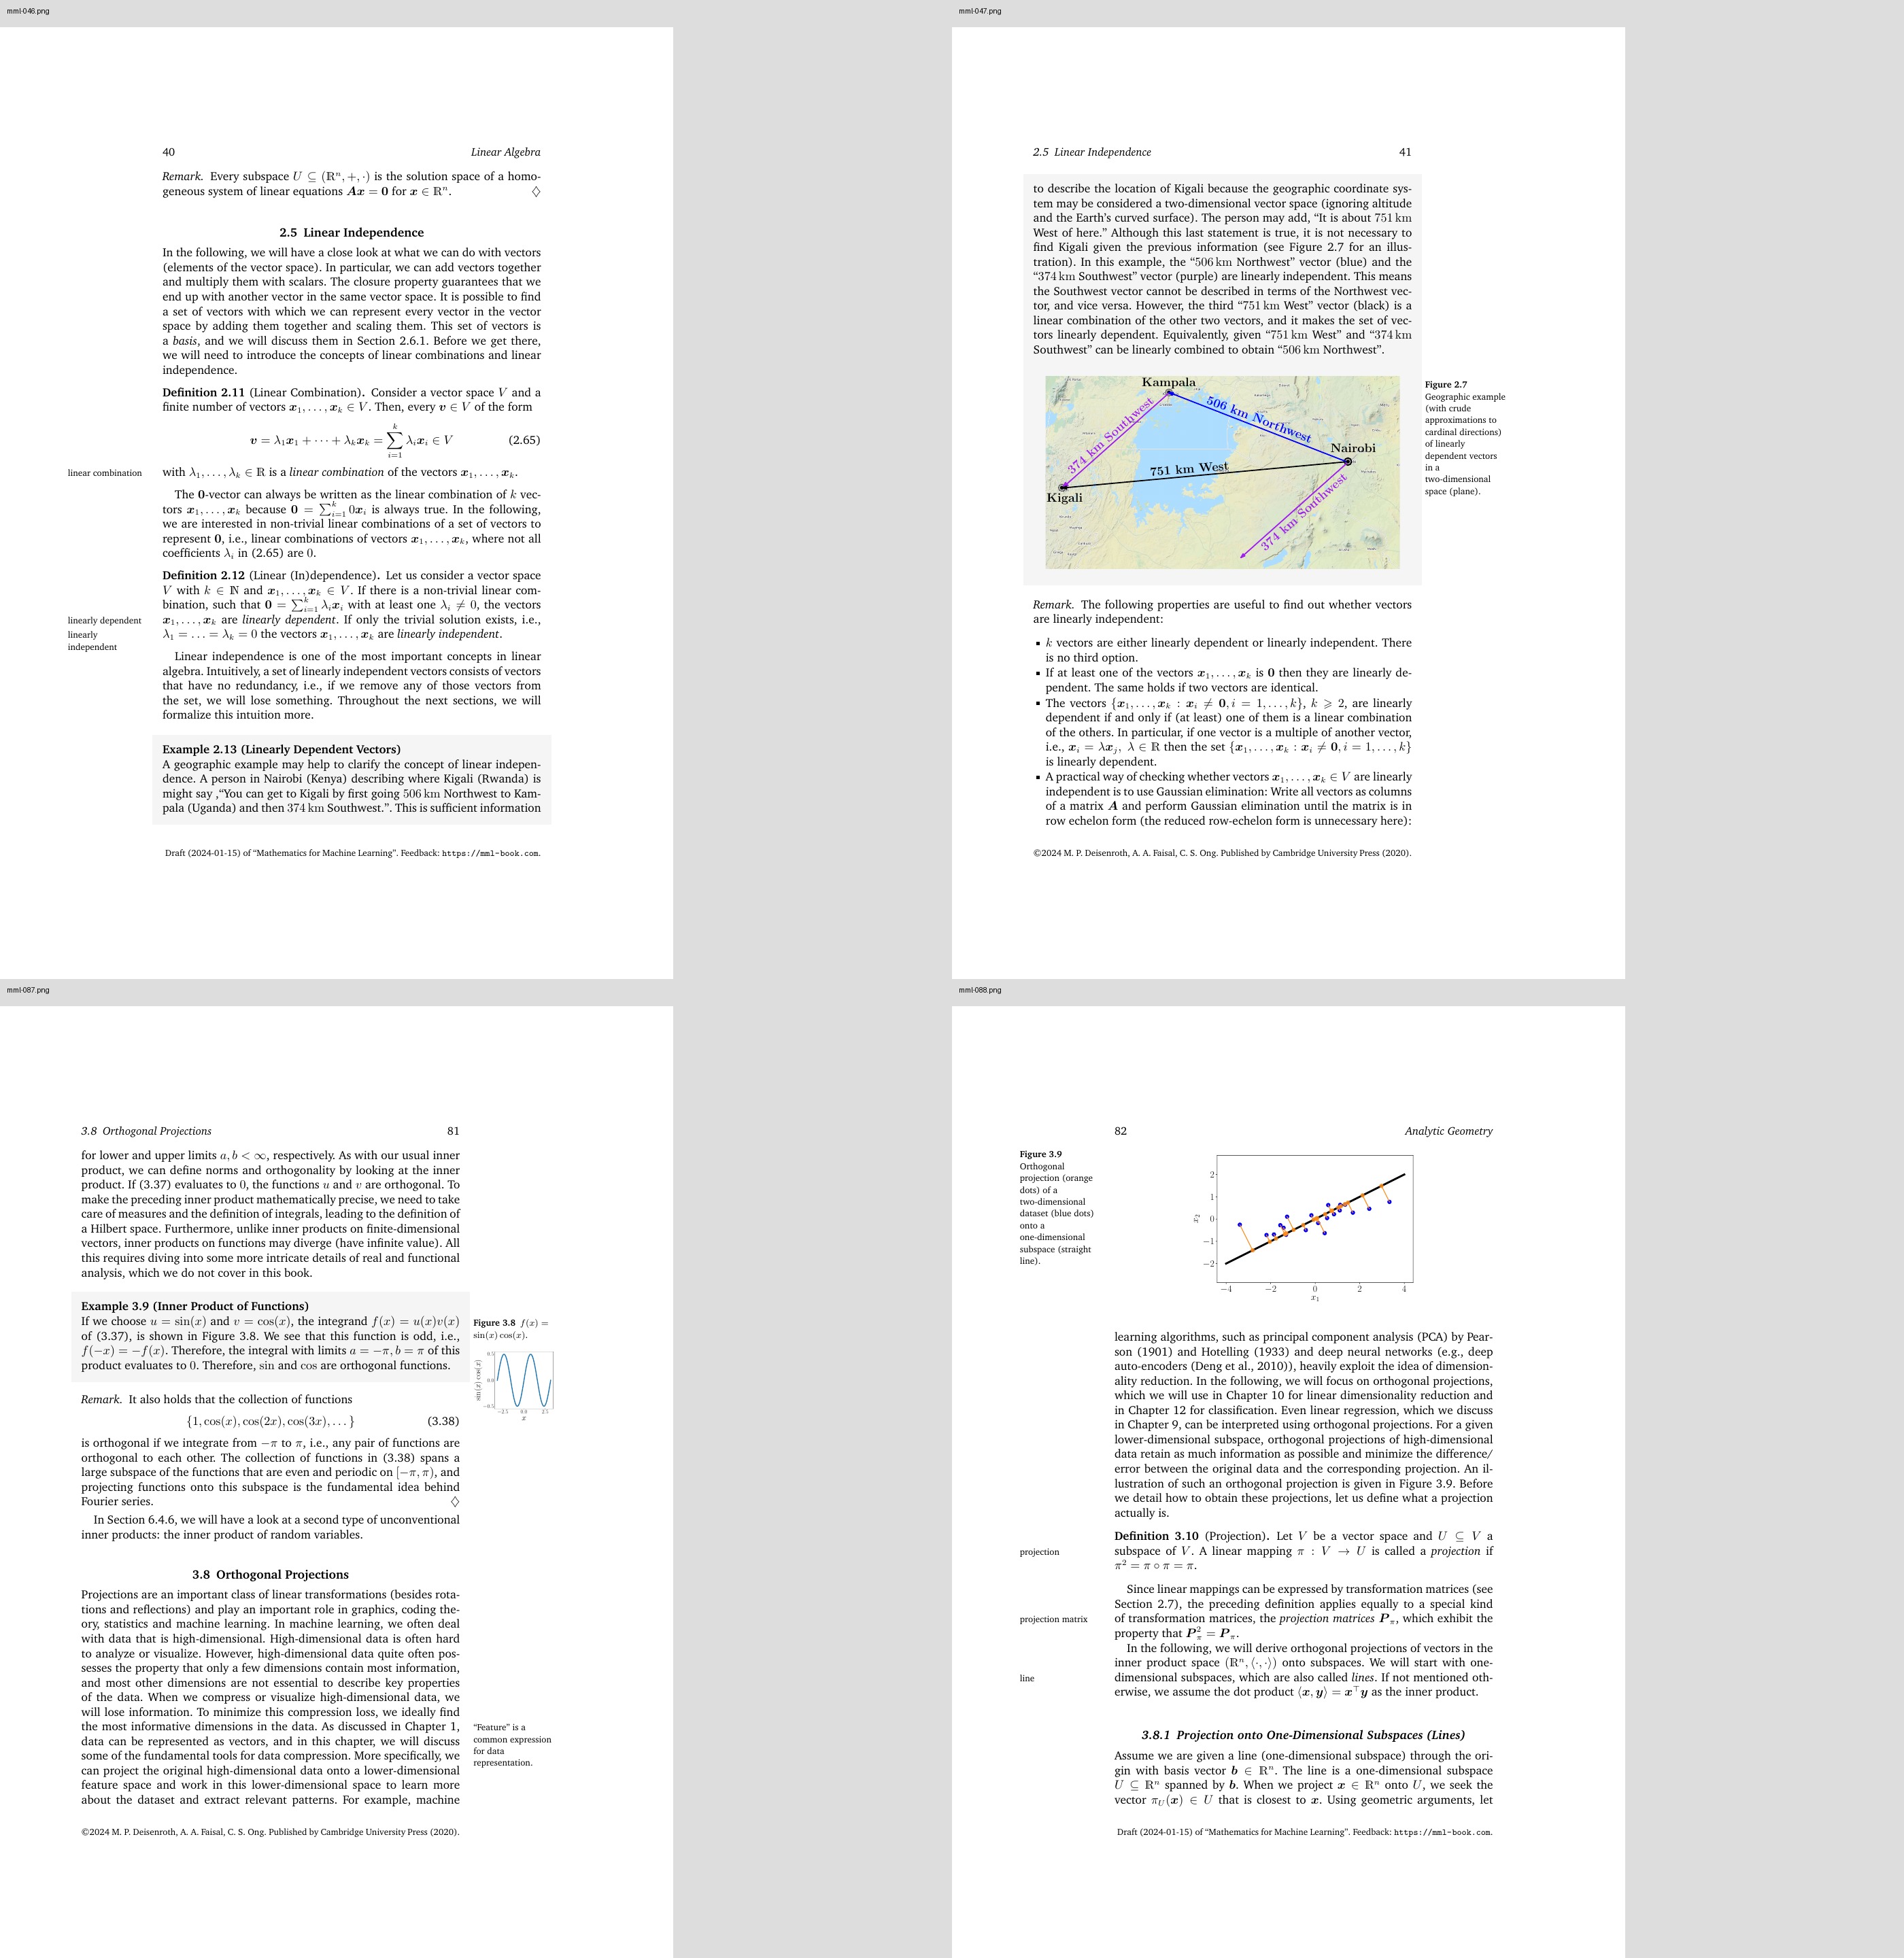 mml-046.png
40 Linear Algebra
Remark. Every subspace U ⊆ (ℝⁿ, +, ·) is the solution space of a homo-
geneous system of linear equations Ax = 0 for x ∈ ℝⁿ. ♢
2.5 Linear Independence
In the following, we will have a close look at what we can do with vectors
(elements of the vector space). In particular, we can add vectors together
and multiply them with scalars. The closure property guarantees that we
end up with another vector in the same vector space. It is possible to find
a set of vectors with which we can represent every vector in the vector
space by adding them together and scaling them. This set of vectors is
a basis, and we will discuss them in Section 2.6.1. Before we get there,
we will need to introduce the concepts of linear combinations and linear
independence.
Definition 2.11 (Linear Combination). Consider a vector space V and a
finite number of vectors x₁, . . . , xₖ ∈ V. Then, every v ∈ V of the form
v = λ₁x₁ + · · · + λₖxₖ = ∑ᵢ₌₁ᵏ λᵢxᵢ ∈ V (2.65)
linear combination
with λ₁, . . . , λₖ ∈ ℝ is a linear combination of the vectors x₁, . . . , xₖ.
The 0-vector can always be written as the linear combination of k vec-
tors x₁, . . . , xₖ because 0 = ∑ᵢ₌₁ᵏ 0xᵢ is always true. In the following,
we are interested in non-trivial linear combinations of a set of vectors to
represent 0, i.e., linear combinations of vectors x₁, . . . , xₖ, where not all
coefficients λᵢ in (2.65) are 0.
Definition 2.12 (Linear (In)dependence). Let us consider a vector space
V with k ∈ ℕ and x₁, . . . , xₖ ∈ V. If there is a non-trivial linear com-
bination, such that 0 = ∑ᵢ₌₁ᵏ λᵢxᵢ with at least one λᵢ ≠ 0, the vectors
linearly dependent
x₁, . . . , xₖ are linearly dependent. If only the trivial solution exists, i.e.,
linearly
independent
λ₁ = . . . = λₖ = 0 the vectors x₁, . . . , xₖ are linearly independent.
Linear independence is one of the most important concepts in linear
algebra. Intuitively, a set of linearly independent vectors consists of vectors
that have no redundancy, i.e., if we remove any of those vectors from
the set, we will lose something. Throughout the next sections, we will
formalize this intuition more.
Example 2.13 (Linearly Dependent Vectors)
A geographic example may help to clarify the concept of linear indepen-
dence. A person in Nairobi (Kenya) describing where Kigali (Rwanda) is
might say ,“You can get to Kigali by first going 506 km Northwest to Kam-
pala (Uganda) and then 374 km Southwest.”. This is sufficient information
Draft (2024-01-15) of “Mathematics for Machine Learning”. Feedback: https://mml-book.com.
mml-047.png
2.5 Linear Independence 41
to describe the location of Kigali because the geographic coordinate sys-
tem may be considered a two-dimensional vector space (ignoring altitude
and the Earth’s curved surface). The person may add, “It is about 751 km
West of here.” Although this last statement is true, it is not necessary to
find Kigali given the previous information (see Figure 2.7 for an illus-
tration). In this example, the “506 km Northwest” vector (blue) and the
“374 km Southwest” vector (purple) are linearly independent. This means
the Southwest vector cannot be described in terms of the Northwest vec-
tor, and vice versa. However, the third “751 km West” vector (black) is a
linear combination of the other two vectors, and it makes the set of vec-
tors linearly dependent. Equivalently, given “751 km West” and “374 km
Southwest” can be linearly combined to obtain “506 km Northwest”.
Kampala
506 km Northwest
374 km Southwest
Nairobi
751 km West
Kigali
374 km Southwest
Figure 2.7
Geographic example
(with crude
approximations to
cardinal directions)
of linearly
dependent vectors
in a
two-dimensional
space (plane).
Remark. The following properties are useful to find out whether vectors
are linearly independent:
▪ k vectors are either linearly dependent or linearly independent. There
is no third option.
▪ If at least one of the vectors x₁, . . . , xₖ is 0 then they are linearly de-
pendent. The same holds if two vectors are identical.
▪ The vectors {x₁, . . . , xₖ : xᵢ ≠ 0, i = 1, . . . , k}, k ⩾ 2, are linearly
dependent if and only if (at least) one of them is a linear combination
of the others. In particular, if one vector is a multiple of another vector,
i.e., xᵢ = λxⱼ, λ ∈ ℝ then the set {x₁, . . . , xₖ : xᵢ ≠ 0, i = 1, . . . , k}
is linearly dependent.
▪ A practical way of checking whether vectors x₁, . . . , xₖ ∈ V are linearly
independent is to use Gaussian elimination: Write all vectors as columns
of a matrix A and perform Gaussian elimination until the matrix is in
row echelon form (the reduced row-echelon form is unnecessary here):
©2024 M. P. Deisenroth, A. A. Faisal, C. S. Ong. Published by Cambridge University Press (2020).
mml-087.png
3.8 Orthogonal Projections 81
for lower and upper limits a, b < ∞, respectively. As with our usual inner
product, we can define norms and orthogonality by looking at the inner
product. If (3.37) evaluates to 0, the functions u and v are orthogonal. To
make the preceding inner product mathematically precise, we need to take
care of measures and the definition of integrals, leading to the definition of
a Hilbert space. Furthermore, unlike inner products on finite-dimensional
vectors, inner products on functions may diverge (have infinite value). All
this requires diving into some more intricate details of real and functional
analysis, which we do not cover in this book.
Example 3.9 (Inner Product of Functions)
If we choose u = sin(x) and v = cos(x), the integrand f(x) = u(x)v(x)
of (3.37), is shown in Figure 3.8. We see that this function is odd, i.e.,
f(−x) = −f(x). Therefore, the integral with limits a = −π, b = π of this
product evaluates to 0. Therefore, sin and cos are orthogonal functions.
Figure 3.8 f(x) =
sin(x) cos(x).
0.5
0.0
−0.5
sin(x) cos(x)
−2.5 0.0 2.5
x
Remark. It also holds that the collection of functions
{1, cos(x), cos(2x), cos(3x), . . . } (3.38)
is orthogonal if we integrate from −π to π, i.e., any pair of functions are
orthogonal to each other. The collection of functions in (3.38) spans a
large subspace of the functions that are even and periodic on [−π, π), and
projecting functions onto this subspace is the fundamental idea behind
Fourier series. ♢
In Section 6.4.6, we will have a look at a second type of unconventional
inner products: the inner product of random variables.
3.8 Orthogonal Projections
Projections are an important class of linear transformations (besides rota-
tions and reflections) and play an important role in graphics, coding the-
ory, statistics and machine learning. In machine learning, we often deal
with data that is high-dimensional. High-dimensional data is often hard
to analyze or visualize. However, high-dimensional data quite often pos-
sesses the property that only a few dimensions contain most information,
and most other dimensions are not essential to describe key properties
of the data. When we compress or visualize high-dimensional data, we
will lose information. To minimize this compression loss, we ideally find
the most informative dimensions in the data. As discussed in Chapter 1,
data can be represented as vectors, and in this chapter, we will discuss
some of the fundamental tools for data compression. More specifically, we
can project the original high-dimensional data onto a lower-dimensional
feature space and work in this lower-dimensional space to learn more
about the dataset and extract relevant patterns. For example, machine
“Feature” is a
common expression
for data
representation.
©2024 M. P. Deisenroth, A. A. Faisal, C. S. Ong. Published by Cambridge University Press (2020).
mml-088.png
82 Analytic Geometry
Figure 3.9
Orthogonal
projection (orange
dots) of a
two-dimensional
dataset (blue dots)
onto a
one-dimensional
subspace (straight
line).
2
1
0
−1
−2
x₂
−4 −2 0 2 4
x₁
learning algorithms, such as principal component analysis (PCA) by Pear-
son (1901) and Hotelling (1933) and deep neural networks (e.g., deep
auto-encoders (Deng et al., 2010)), heavily exploit the idea of dimension-
ality reduction. In the following, we will focus on orthogonal projections,
which we will use in Chapter 10 for linear dimensionality reduction and
in Chapter 12 for classification. Even linear regression, which we discuss
in Chapter 9, can be interpreted using orthogonal projections. For a given
lower-dimensional subspace, orthogonal projections of high-dimensional
data retain as much information as possible and minimize the difference/
error between the original data and the corresponding projection. An il-
lustration of such an orthogonal projection is given in Figure 3.9. Before
we detail how to obtain these projections, let us define what a projection
actually is.
Definition 3.10 (Projection). Let V be a vector space and U ⊆ V a
projection
subspace of V. A linear mapping π : V → U is called a projection if
π² = π ∘ π = π.
Since linear mappings can be expressed by transformation matrices (see
Section 2.7), the preceding definition applies equally to a special kind
projection matrix
of transformation matrices, the projection matrices P_π, which exhibit the
property that P²_π = P_π.
In the following, we will derive orthogonal projections of vectors in the
inner product space (ℝⁿ, ⟨·, ·⟩) onto subspaces. We will start with one-
line
dimensional subspaces, which are also called lines. If not mentioned oth-
erwise, we assume the dot product ⟨x, y⟩ = x⊤y as the inner product.
3.8.1 Projection onto One-Dimensional Subspaces (Lines)
Assume we are given a line (one-dimensional subspace) through the ori-
gin with basis vector b ∈ ℝⁿ. The line is a one-dimensional subspace
U ⊆ ℝⁿ spanned by b. When we project x ∈ ℝⁿ onto U, we seek the
vector π_U(x) ∈ U that is closest to x. Using geometric arguments, let
Draft (2024-01-15) of “Mathematics for Machine Learning”. Feedback: https://mml-book.com.